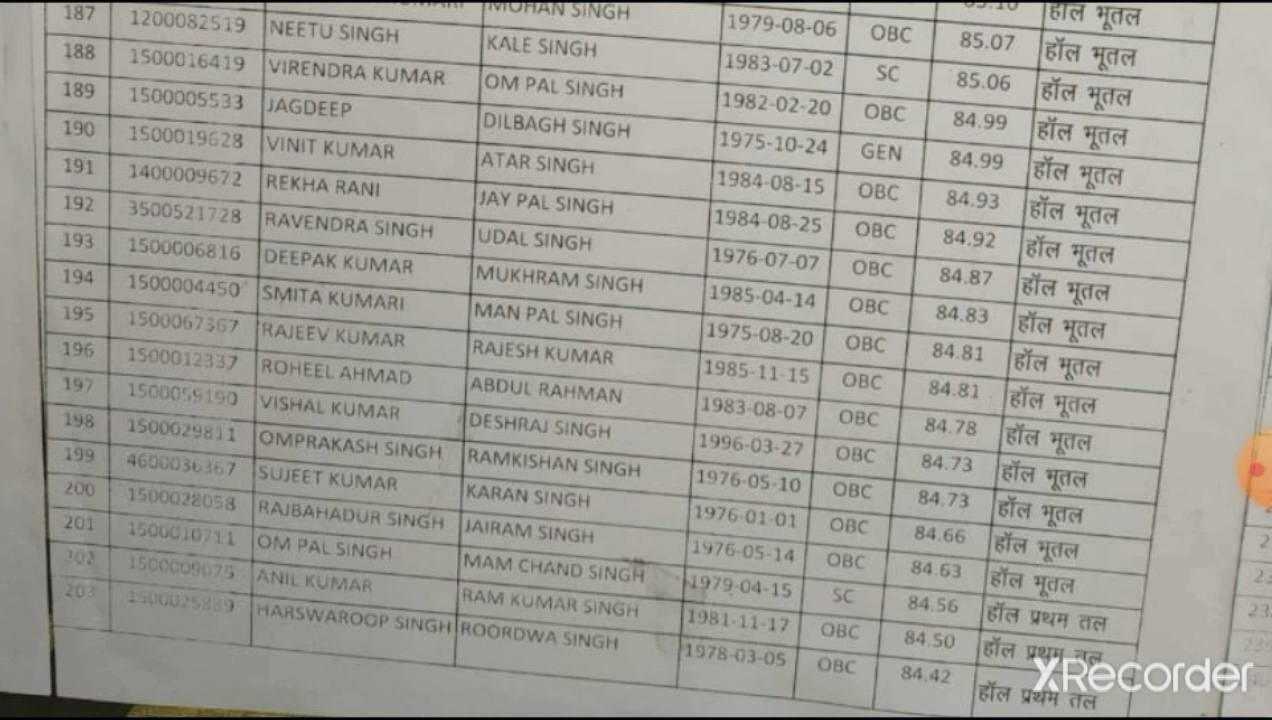 हॉल भूतल
MOHAN SINGH 1979-08-06 OBC 85.07 हॉल भूतल
187 1200082519 NEETU SINGH KALE SINGH 1983-07-02 SC 85.06 हॉल भूतल
188 1500016419 VIRENDRA KUMAR OM PAL SINGH 1982-02-20 OBC 84.99 हॉल भूतल
189 1500005533 JAGDEEP DILBAGH SINGH 1975-10-24 GEN 84.99 हॉल भूतल
190 1500019628 VINIT KUMAR ATAR SINGH 1984-08-15 OBC 84.93 हॉल भूतल
191 1400009672 REKHA RANI JAY PAL SINGH 1984-08-25 OBC 84.92 हॉल भूतल
192 3500521728 RAVENDRA SINGH UDAL SINGH 1976-07-07 OBC 84.87 हॉल भूतल
193 1500006816 DEEPAK KUMAR MUKHRAM SINGH 1985-04-14 OBC 84.83 हॉल भूतल
194 1500004450 SMITA KUMARI MAN PAL SINGH 1975-08-20 OBC 84.81 हॉल भूतल
195 1500067367 RAJEEV KUMAR RAJESH KUMAR 1985-11-15 OBC 84.81 हॉल भूतल
196 1500012337 ROHEEL AHMAD ABDUL RAHMAN 1983-08-07 OBC 84.78 हॉल भूतल
197 1500059190 VISHAL KUMAR DESHRAJ SINGH 1996-03-27 OBC 84.73 हॉल भूतल
198 1500029811 OMPRAKASH SINGH RAMKISHAN SINGH 1976-05-10 OBC 84.73 हॉल भूतल
199 4600036367 SUJEET KUMAR KARAN SINGH 1976-01-01 OBC 84.66 हॉल भूतल
200 1500028058 RAJBAHADUR SINGH JAIRAM SINGH 1976-05-14 OBC 84.63 हॉल भूतल
201 1500010711 OM PAL SINGH MAM CHAND SINGH 1979-04-15 SC 84.56 हॉल प्रथम तल
202 1500009075 ANIL KUMAR RAM KUMAR SINGH 1981-11-17 OBC 84.50 हॉल प्रथम तल
203 1500025889 HARSWAROOP SINGH ROORDWA SINGH 1978-03-05 OBC 84.42 हॉल प्रथम तल
XRecorder